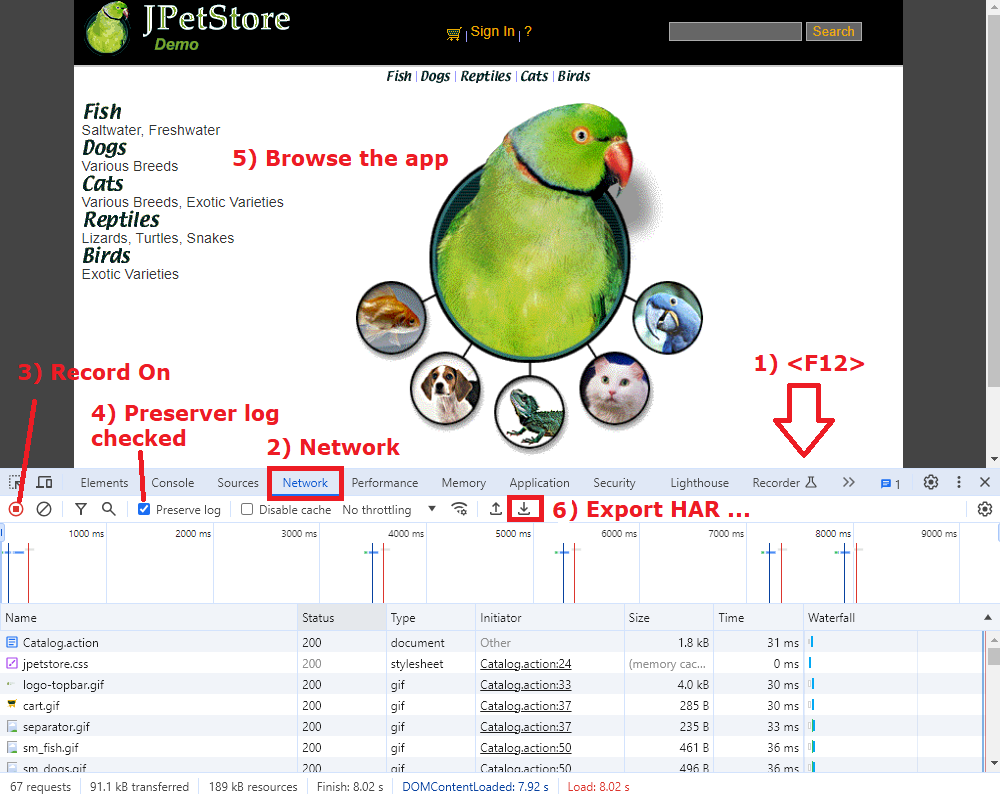 JPetStore
Demo
Sign In | ?
Search
Fish | Dogs | Reptiles | Cats | Birds
Fish
Saltwater, Freshwater
Dogs
Various Breeds
Cats
Various Breeds, Exotic Varieties
Reptiles
Lizards, Turtles, Snakes
Birds
Exotic Varieties
5) Browse the app
3) Record On
1) <F12>
4) Preserver log
checked
2) Network
Elements Console Sources Network Performance Memory Application Security Lighthouse Recorder 1
Preserve log Disable cache No throttling
6) Export HAR ...
1000 ms 2000 ms 3000 ms 4000 ms 5000 ms 6000 ms 7000 ms 8000 ms 9000 ms
Name Status Type Initiator Size Time Waterfall
Catalog.action 200 document Other 1.8 kB 31 ms
jpetstore.css 200 stylesheet Catalog.action:24 (memory cac... 0 ms
logo-topbar.gif 200 gif Catalog.action:33 4.0 kB 30 ms
cart.gif 200 gif Catalog.action:37 285 B 30 ms
separator.gif 200 gif Catalog.action:37 235 B 33 ms
sm_fish.gif 200 gif Catalog.action:50 461 B 36 ms
sm_dogs.gif 200 gif Catalog.action:50 496 B 36 ms
67 requests 91.1 kB transferred 189 kB resources Finish: 8.02 s DOMContentLoaded: 7.92 s Load: 8.02 s